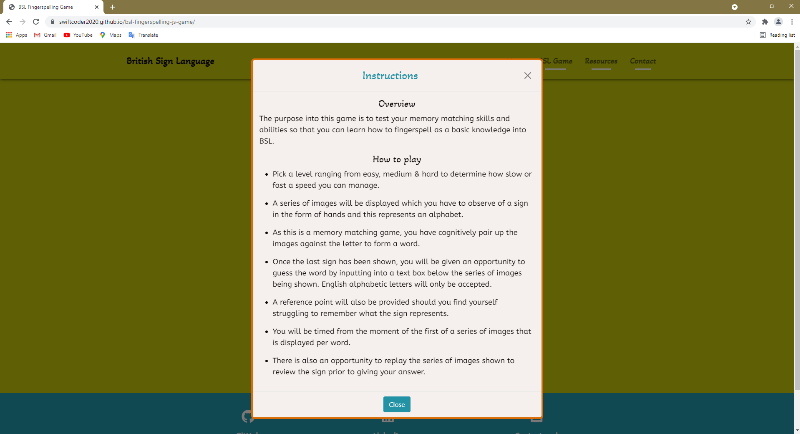 BSL Fingerspelling Game
swiftcoder2020.github.io/bsl-fingerspelling-js-game/
Apps Gmail YouTube Maps Translate Reading list
British Sign Language Game Resources Contact
Instructions
Overview
The purpose into this game is to test your memory matching skills and
abilities so that you can learn how to fingerspell as a basic knowledge into
BSL.
How to play
• Pick a level ranging from easy, medium & hard to determine how slow or
fast a speed you can manage.
• A series of images will be displayed which you have to observe of a sign
in the form of hands and this represents an alphabet.
• As this is a memory matching game, you have cognitively pair up the
images against the letter to form a word.
• Once the last sign has been shown, you will be given an opportunity to
guess the word by inputting into a text box below the series of images
being shown. English alphabetic letters will only be accepted.
• A reference point will also be provided should you find yourself
struggling to remember what the sign represents.
• You will be timed from the moment of the first of a series of images that
is displayed per word.
• There is also an opportunity to replay the series of images shown to
review the sign prior to giving your answer.
Close